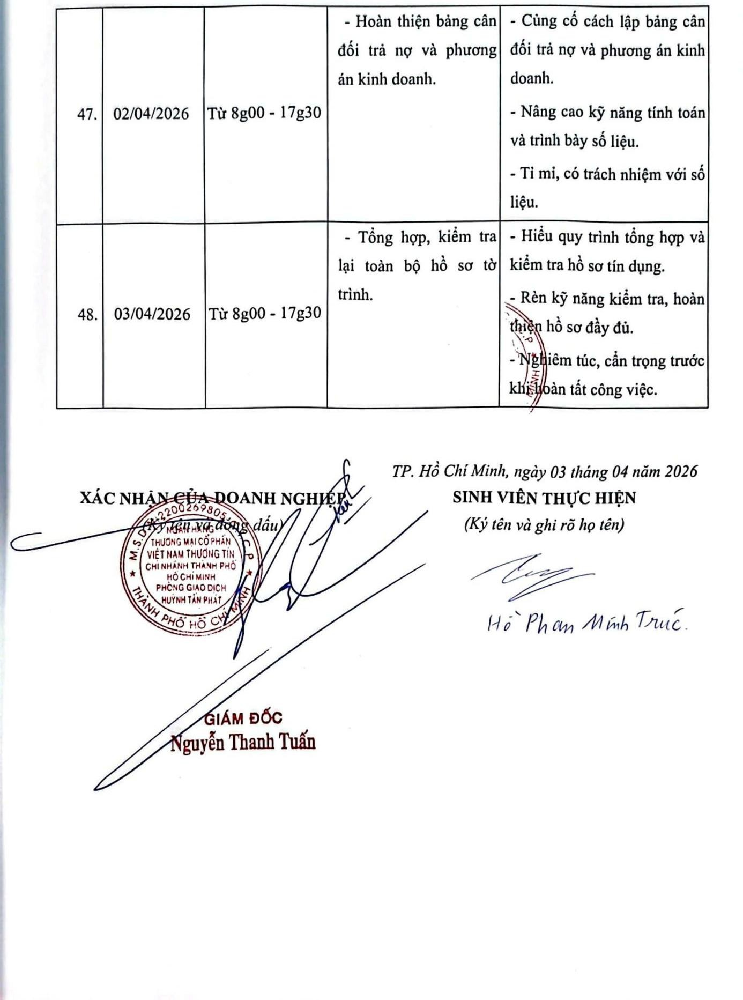 47.
02/04/2026
Từ 8g00 - 17g30
- Hoàn thiện bảng cân
đối trả nợ và phương
án kinh doanh.
- Củng cố cách lập bảng cân
đối trả nợ và phương án kinh
doanh.
- Nâng cao kỹ năng tính toán
và trình bày số liệu.
- Tỉ mỉ, có trách nhiệm với số
liệu.
48.
03/04/2026
Từ 8g00 - 17g30
- Tổng hợp, kiểm tra
lại toàn bộ hồ sơ tờ
trình.
- Hiểu quy trình tổng hợp và
kiểm tra hồ sơ tín dụng.
- Rèn kỹ năng kiểm tra, hoàn
thiện hồ sơ đầy đủ.
- Nghiêm túc, cẩn trọng trước
khi hoàn tất công việc.
C.P ★
MINH
TP. Hồ Chí Minh, ngày 03 tháng 04 năm 2026
XÁC NHẬN CỦA DOANH NGHIỆP
(Ký tên và đóng dấu)
SINH VIÊN THỰC HIỆN
(Ký tên và ghi rõ họ tên)
2200269805
C.P
NGÂN HÀNG
THƯƠNG MẠI CỔ PHẦN
VIỆT NAM THƯƠNG TÍN
CHI NHÁNH THÀNH PHỐ
HỒ CHÍ MINH
PHÒNG GIAO DỊCH
HUỲNH TẤN PHÁT
★ THÀNH PHỐ HỒ CHÍ MINH ★
Hồ Phan Minh Trúc.
GIÁM ĐỐC
Nguyễn Thanh Tuấn